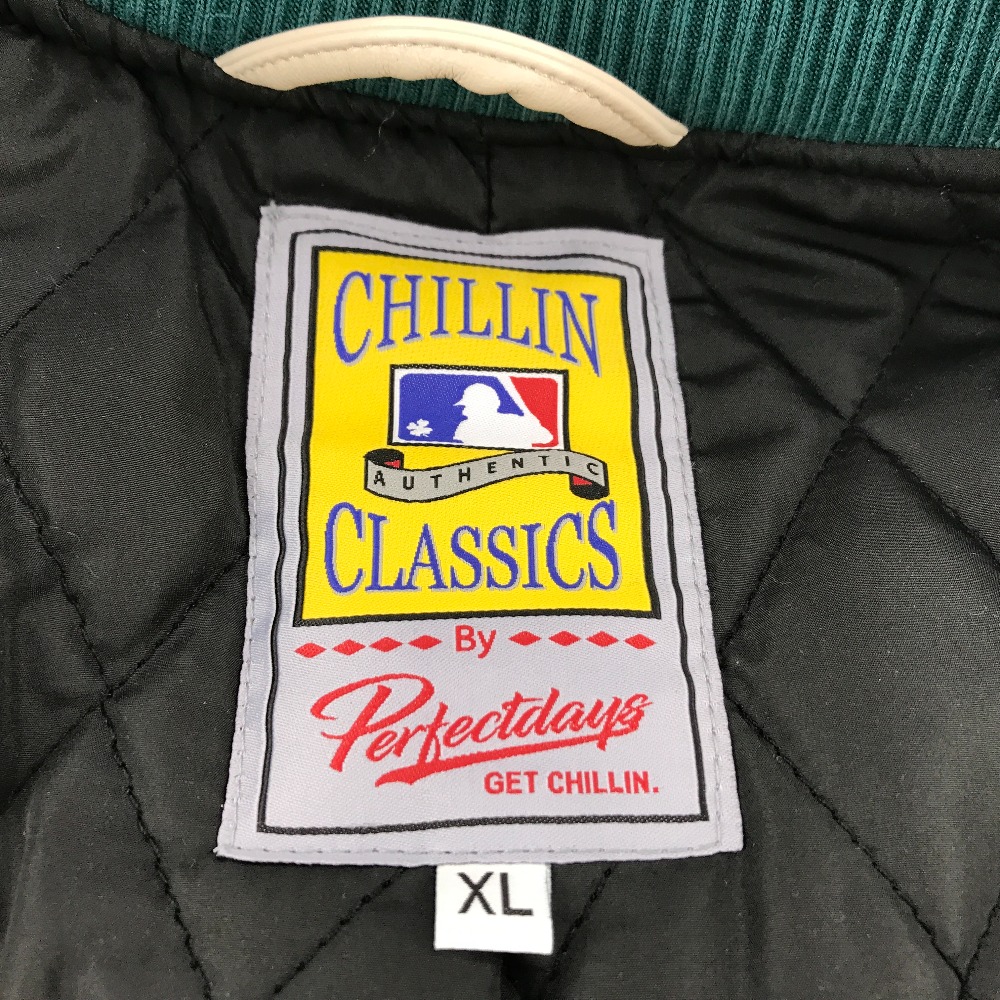 CHILLIN
AUTHENTIC
CLASSICS
By
Perfectdays
GET CHILLIN.
XL